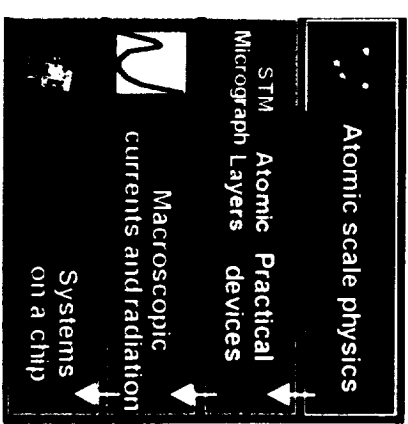 Atomic scale physics
STM Atomic Practical
Micrograph Layers devices
Macroscopic
currents and radiation
Systems
on a chip